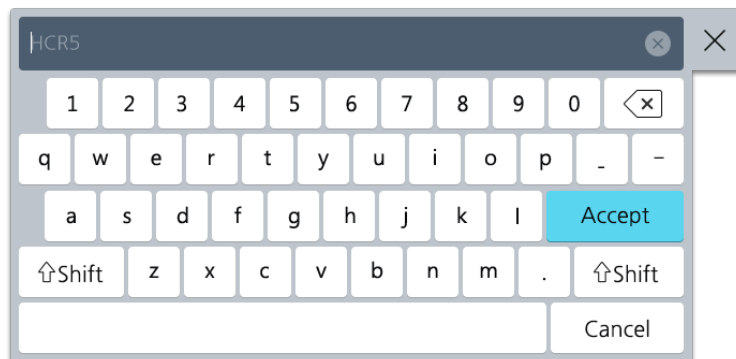 HCR5
1 2 3 4 5 6 7 8 9 0
q w e r t y u i o p _ –
a s d f g h j k l Accept
⇧Shift z x c v b n m . ⇧Shift
Cancel